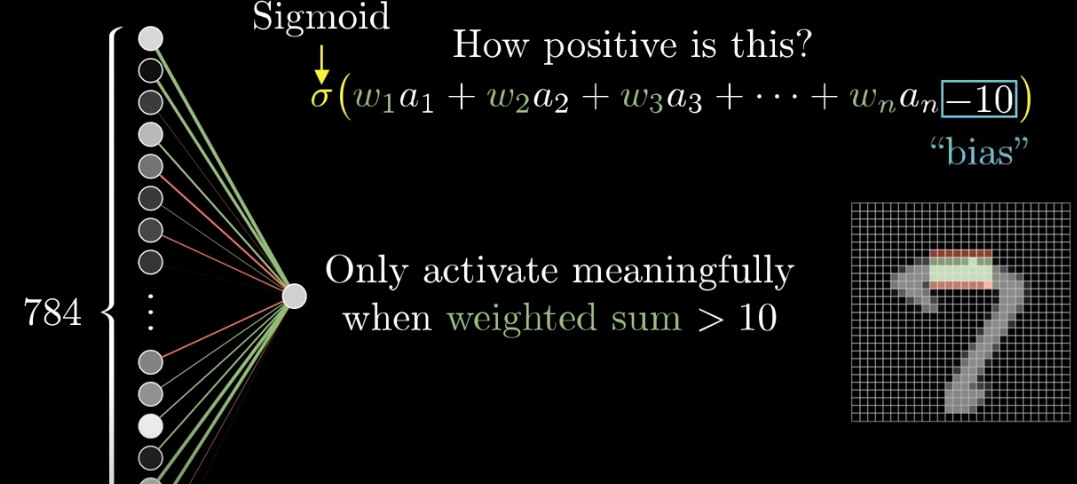 Sigmoid
How positive is this?
σ(w₁a₁ + w₂a₂ + w₃a₃ + ⋯ + wₙaₙ −10)
“bias”
Only activate meaningfully
when weighted sum > 10
784